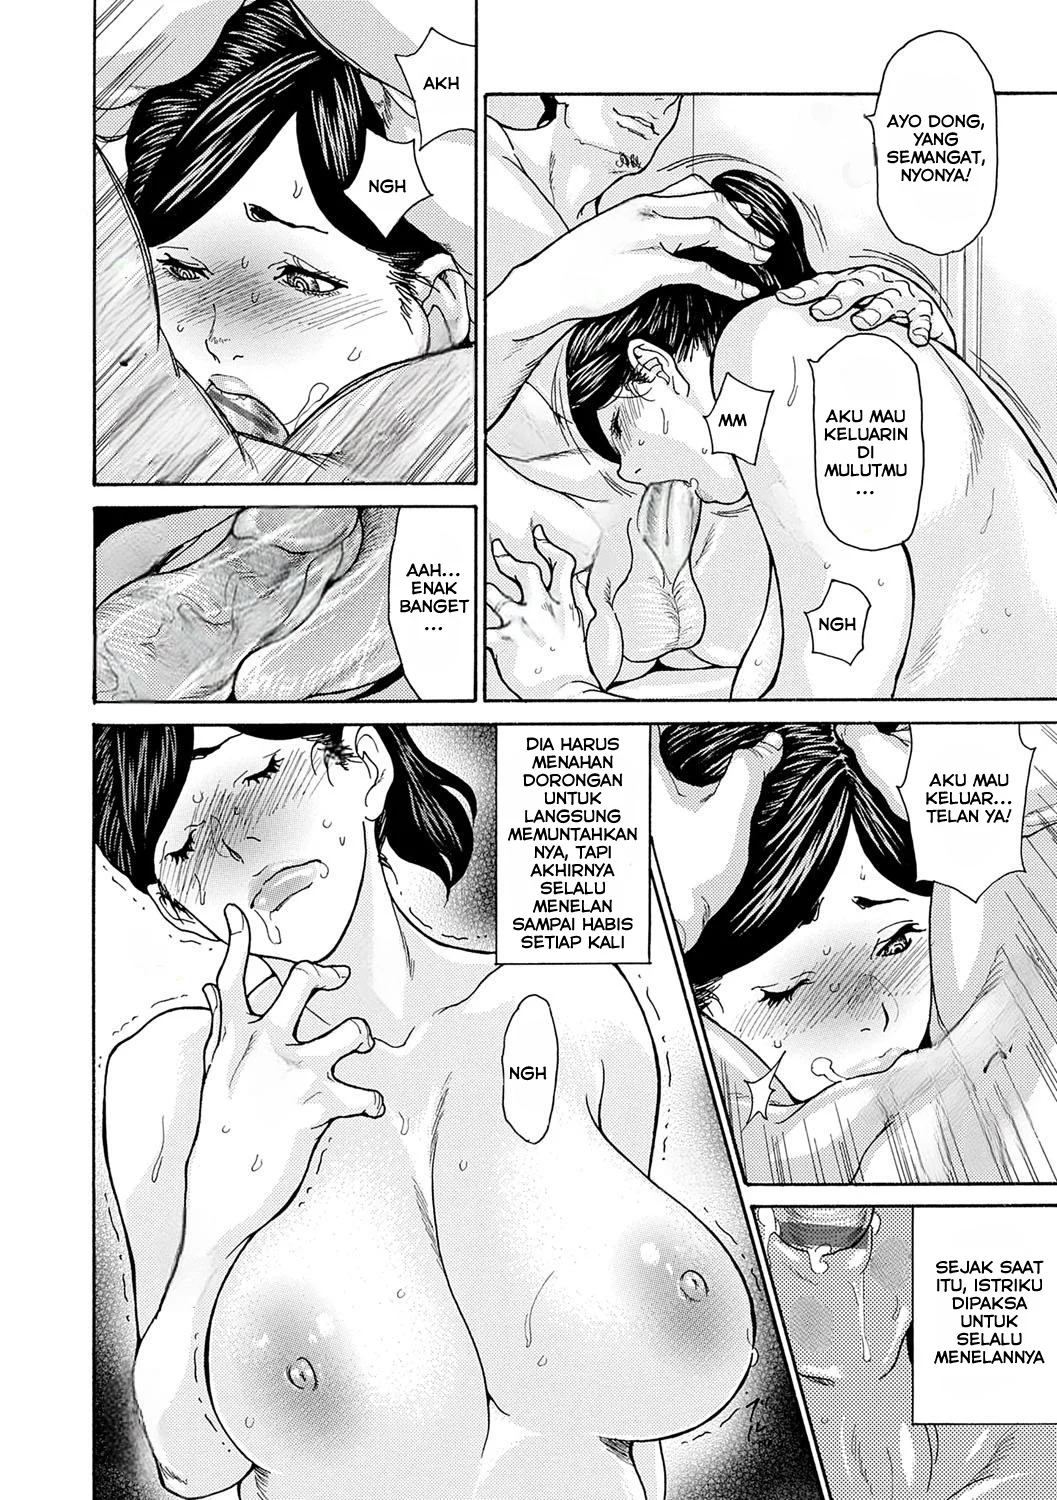 AYO DONG,
YANG
SEMANGAT,
NYONYA!
AKU MAU
KELUARIN
DI
MULUTMU
...
MM
NGH
AKH
NGH
AAH...
ENAK
BANGET
...
AKU MAU
KELUAR...
TELAN YA!
DIA HARUS
MENAHAN
DORONGAN
UNTUK
LANGSUNG
MEMUNTAHKAN
NYA, TAPI
AKHIRNYA
SELALU
MENELAN
SAMPAI HABIS
SETIAP KALI
NGH
SEJAK SAAT
ITU, ISTRIKU
DIPAKSA
UNTUK
SELALU
MENELANNYA